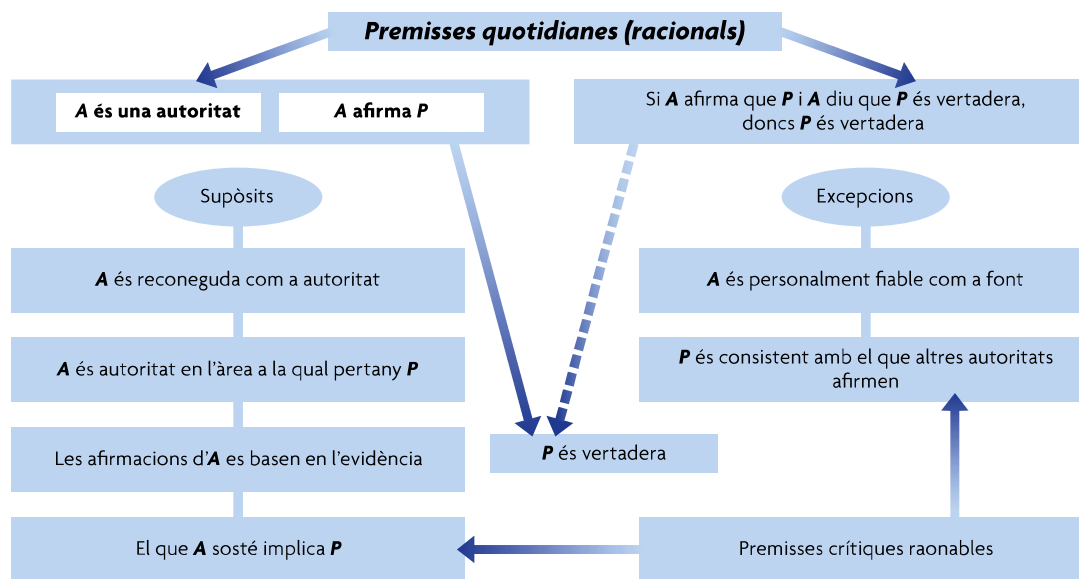 Premisses quotidianes (racionals)
A és una autoritat
A afirma P
Si A afirma que P i A diu que P és vertadera,
doncs P és vertadera
Supòsits
Excepcions
A és reconeguda com a autoritat
A és personalment fiable com a font
A és autoritat en l’àrea a la qual pertany P
P és consistent amb el que altres autoritats
afirmen
Les afirmacions d’A es basen en l’evidència
P és vertadera
El que A sosté implica P
Premisses crítiques raonables